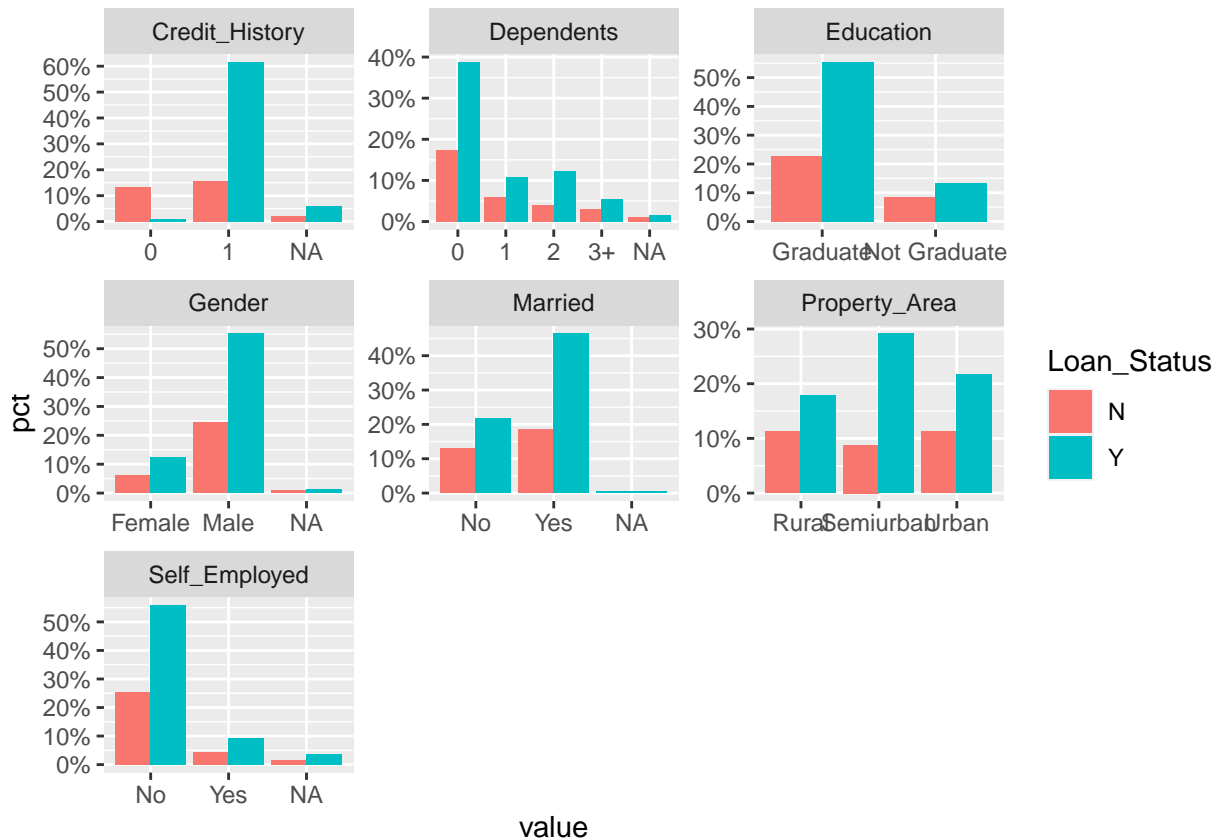 Credit_History
60%
50%
40%
30%
20%
10%
0%
0 1 NA
Dependents
40%
30%
20%
10%
0%
0 1 2 3+ NA
Education
50%
40%
30%
20%
10%
0%
Graduate Not Graduate
Gender
50%
40%
30%
20%
10%
0%
Female Male NA
Married
40%
30%
20%
10%
0%
No Yes NA
Property_Area
30%
20%
10%
0%
Rural Semiurban Urban
Self_Employed
50%
40%
30%
20%
10%
0%
No Yes NA
pct
value
Loan_Status
N
Y